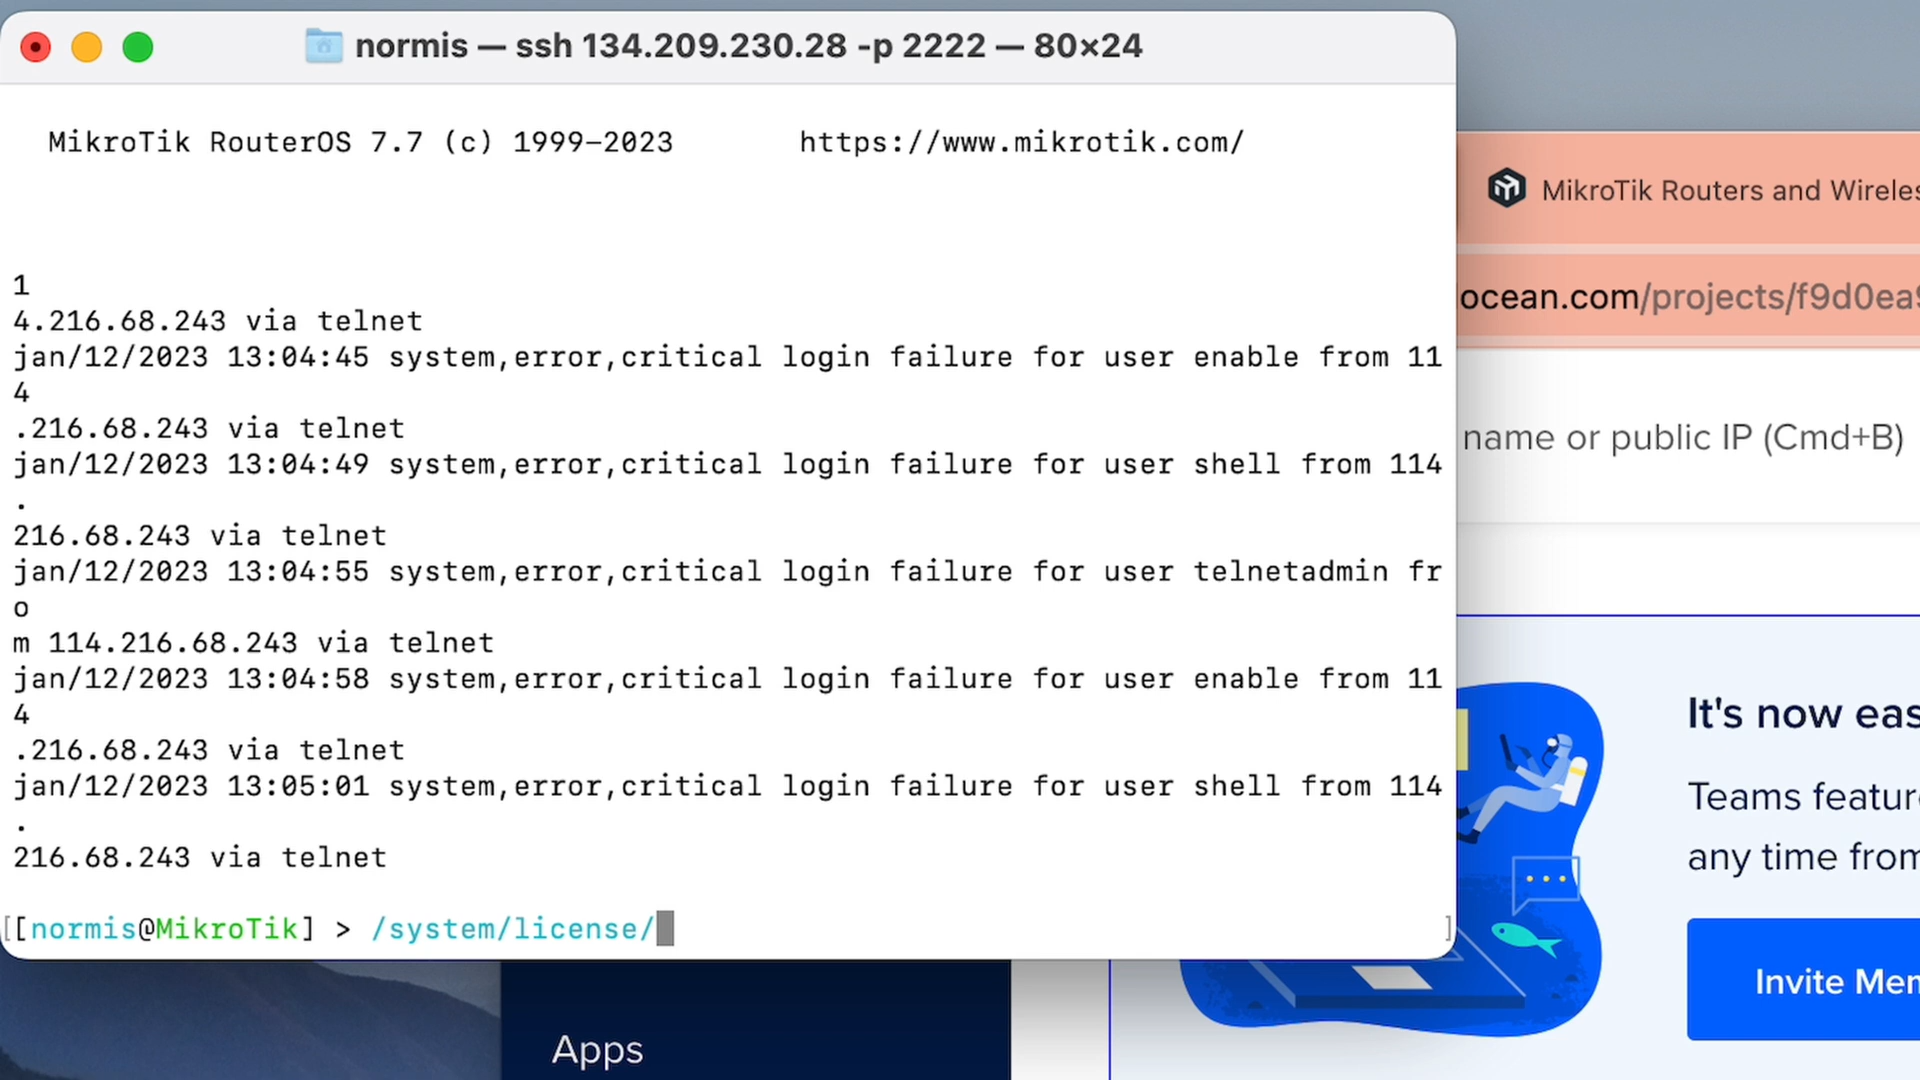 normis — ssh 134.209.230.28 -p 2222 — 80×24
MikroTik RouterOS 7.7 (c) 1999-2023 https://www.mikrotik.com/
1
4.216.68.243 via telnet
jan/12/2023 13:04:45 system,error,critical login failure for user enable from 11
4
.216.68.243 via telnet
jan/12/2023 13:04:49 system,error,critical login failure for user shell from 114
.
216.68.243 via telnet
jan/12/2023 13:04:55 system,error,critical login failure for user telnetadmin fr
o
m 114.216.68.243 via telnet
jan/12/2023 13:04:58 system,error,critical login failure for user enable from 11
4
.216.68.243 via telnet
jan/12/2023 13:05:01 system,error,critical login failure for user shell from 114
.
216.68.243 via telnet
[[normis@MikroTik] > /system/license/ ]
MikroTik Routers and Wireles
ocean.com/projects/f9d0ea9
name or public IP (Cmd+B)
It's now eas
Teams featur
any time from
Invite Mem
Apps